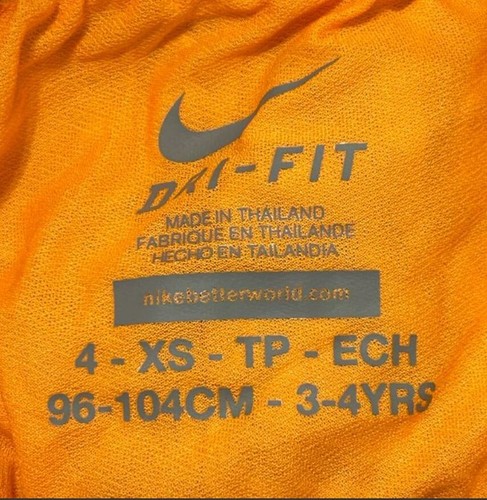 DRI-FIT
MADE IN THAILAND
FABRIQUE EN THAILANDE
HECHO EN TAILANDIA
nikebetterworld.com
4 - XS - TP - ECH
96-104CM - 3-4YRS